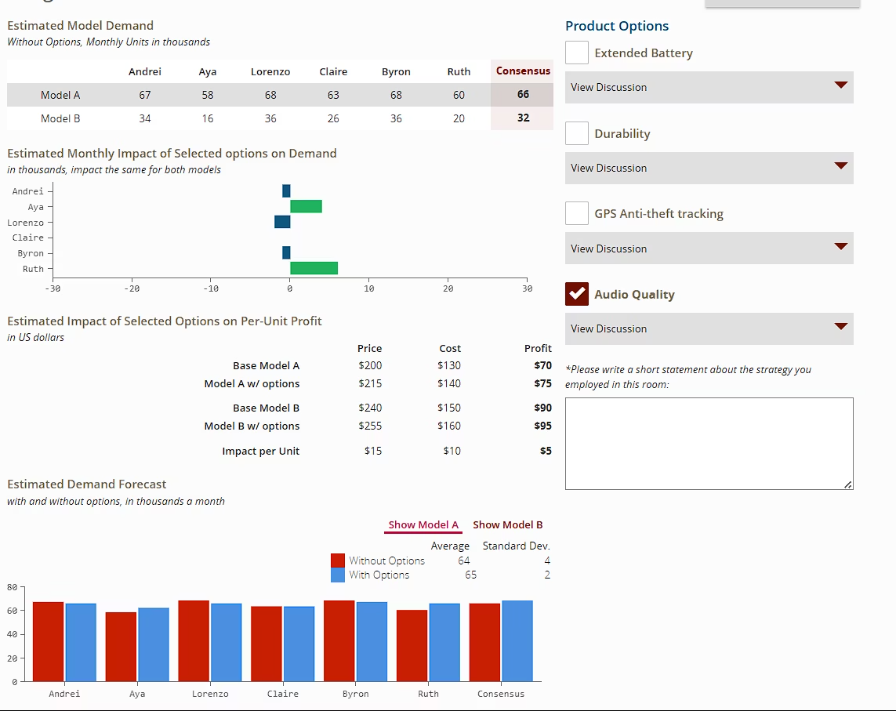 Estimated Model Demand
Without Options, Monthly Units in thousands
Andrei Aya Lorenzo Claire Byron Ruth Consensus
Model A 67 58 68 63 68 60 66
Model B 34 16 36 26 36 20 32
Estimated Monthly Impact of Selected options on Demand
in thousands, impact the same for both models
Andrei
Aya
Lorenzo
Claire
Byron
Ruth
-30 -20 -10 0 10 20 30
Estimated Impact of Selected Options on Per-Unit Profit
in US dollars
Price Cost Profit
Base Model A $200 $130 $70
Model A w/ options $215 $140 $75
Base Model B $240 $150 $90
Model B w/ options $255 $160 $95
Impact per Unit $15 $10 $5
Estimated Demand Forecast
with and without options, in thousands a month
Show Model A Show Model B
Average Standard Dev.
Without Options 64 4
With Options 65 2
80
60
40
20
0
Andrei Aya Lorenzo Claire Byron Ruth Consensus
Product Options
Extended Battery
View Discussion
Durability
View Discussion
GPS Anti-theft tracking
View Discussion
Audio Quality
View Discussion
*Please write a short statement about the strategy you
employed in this room: